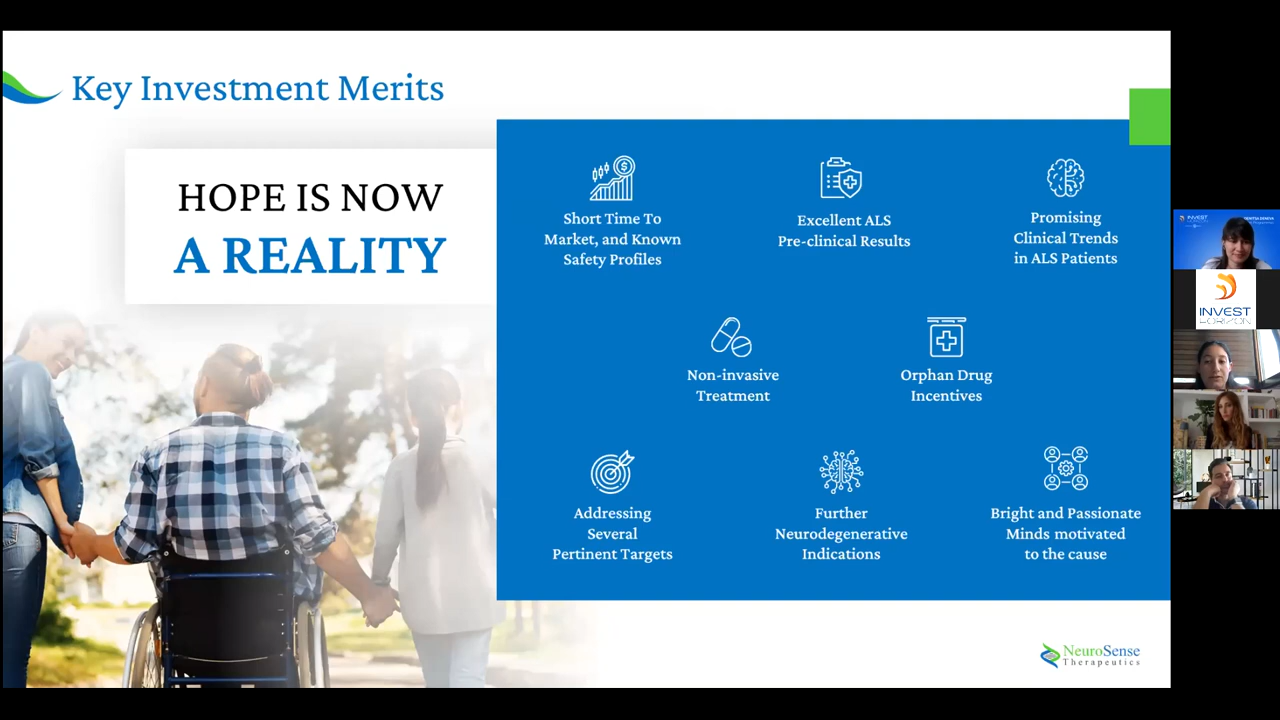 Key Investment Merits
HOPE IS NOW
A REALITY
Short Time To
Market, and Known
Safety Profiles
Excellent ALS
Pre-clinical Results
Promising
Clinical Trends
in ALS Patients
Non-invasive
Treatment
Orphan Drug
Incentives
Addressing
Several
Pertinent Targets
Further
Neurodegenerative
Indications
Bright and Passionate
Minds motivated
to the cause
NeuroSense
Therapeutics
INVEST
INVEST
HORIZON